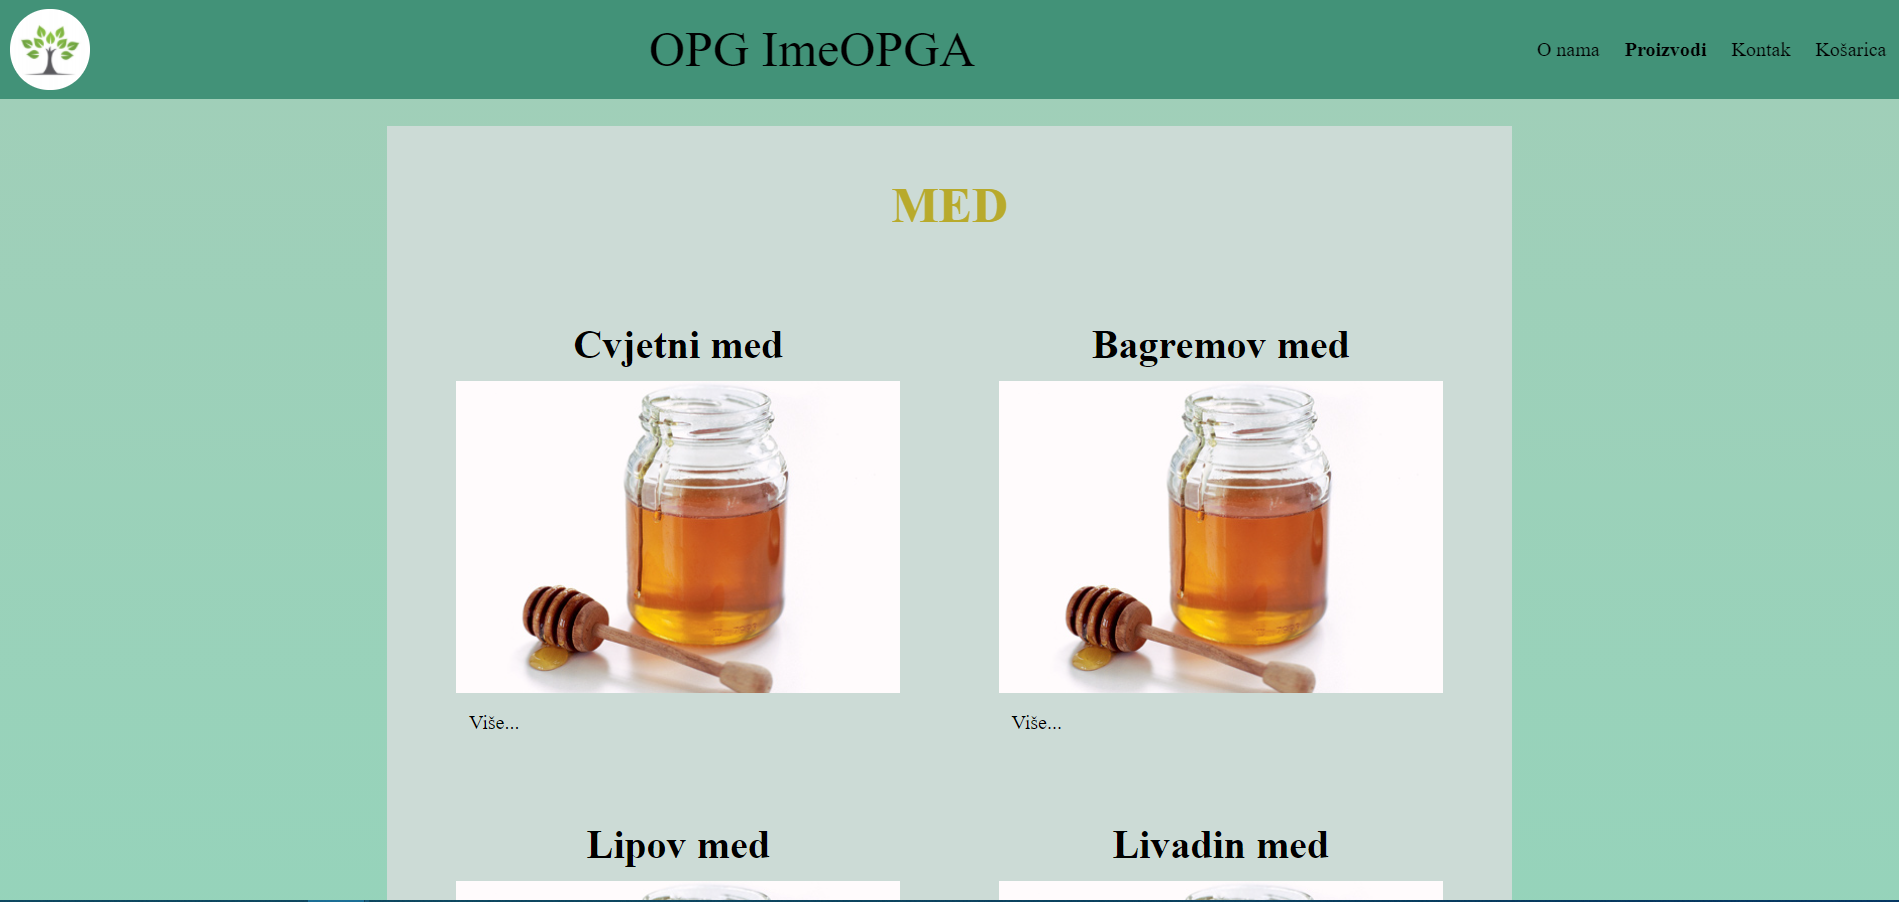 OPG ImeOPGA
O nama Proizvodi Kontak Košarica
MED
Cvjetni med
Bagremov med
Više...
Više...
Lipov med
Livadin med